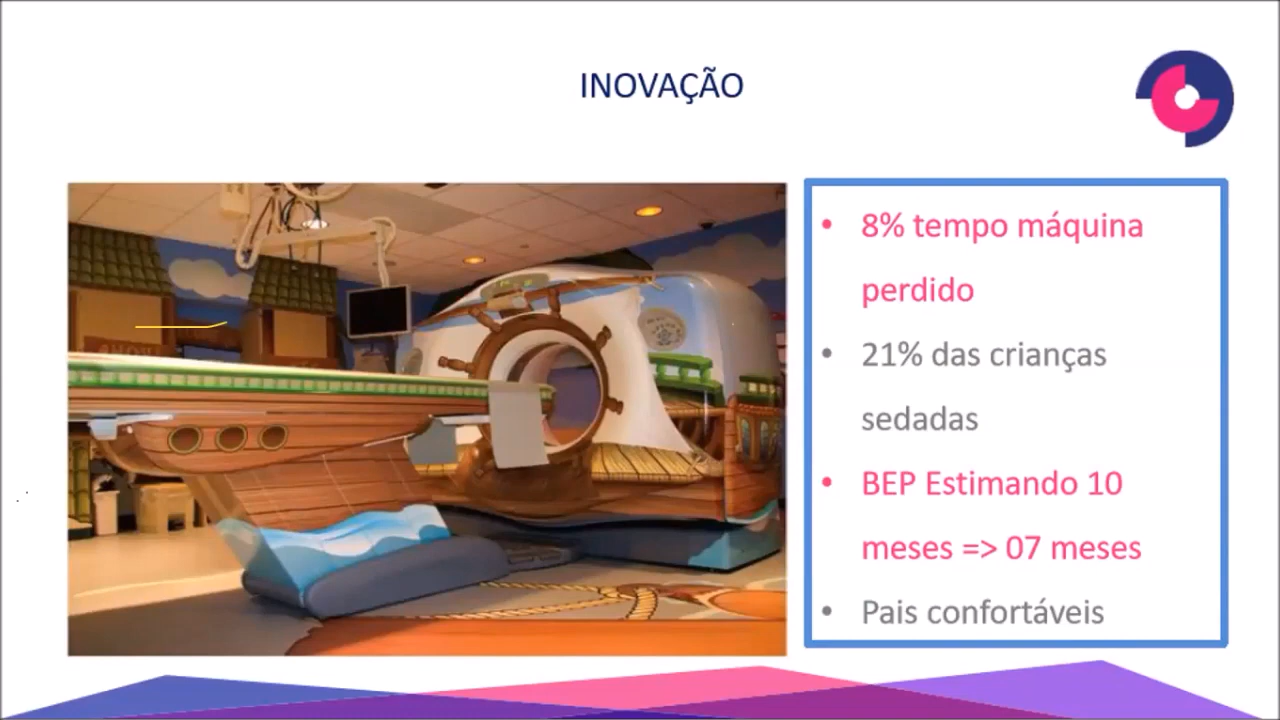 INOVAÇÃO
• 8% tempo máquina
perdido
• 21% das crianças
sedadas
• BEP Estimando 10
meses => 07 meses
• Pais confortáveis